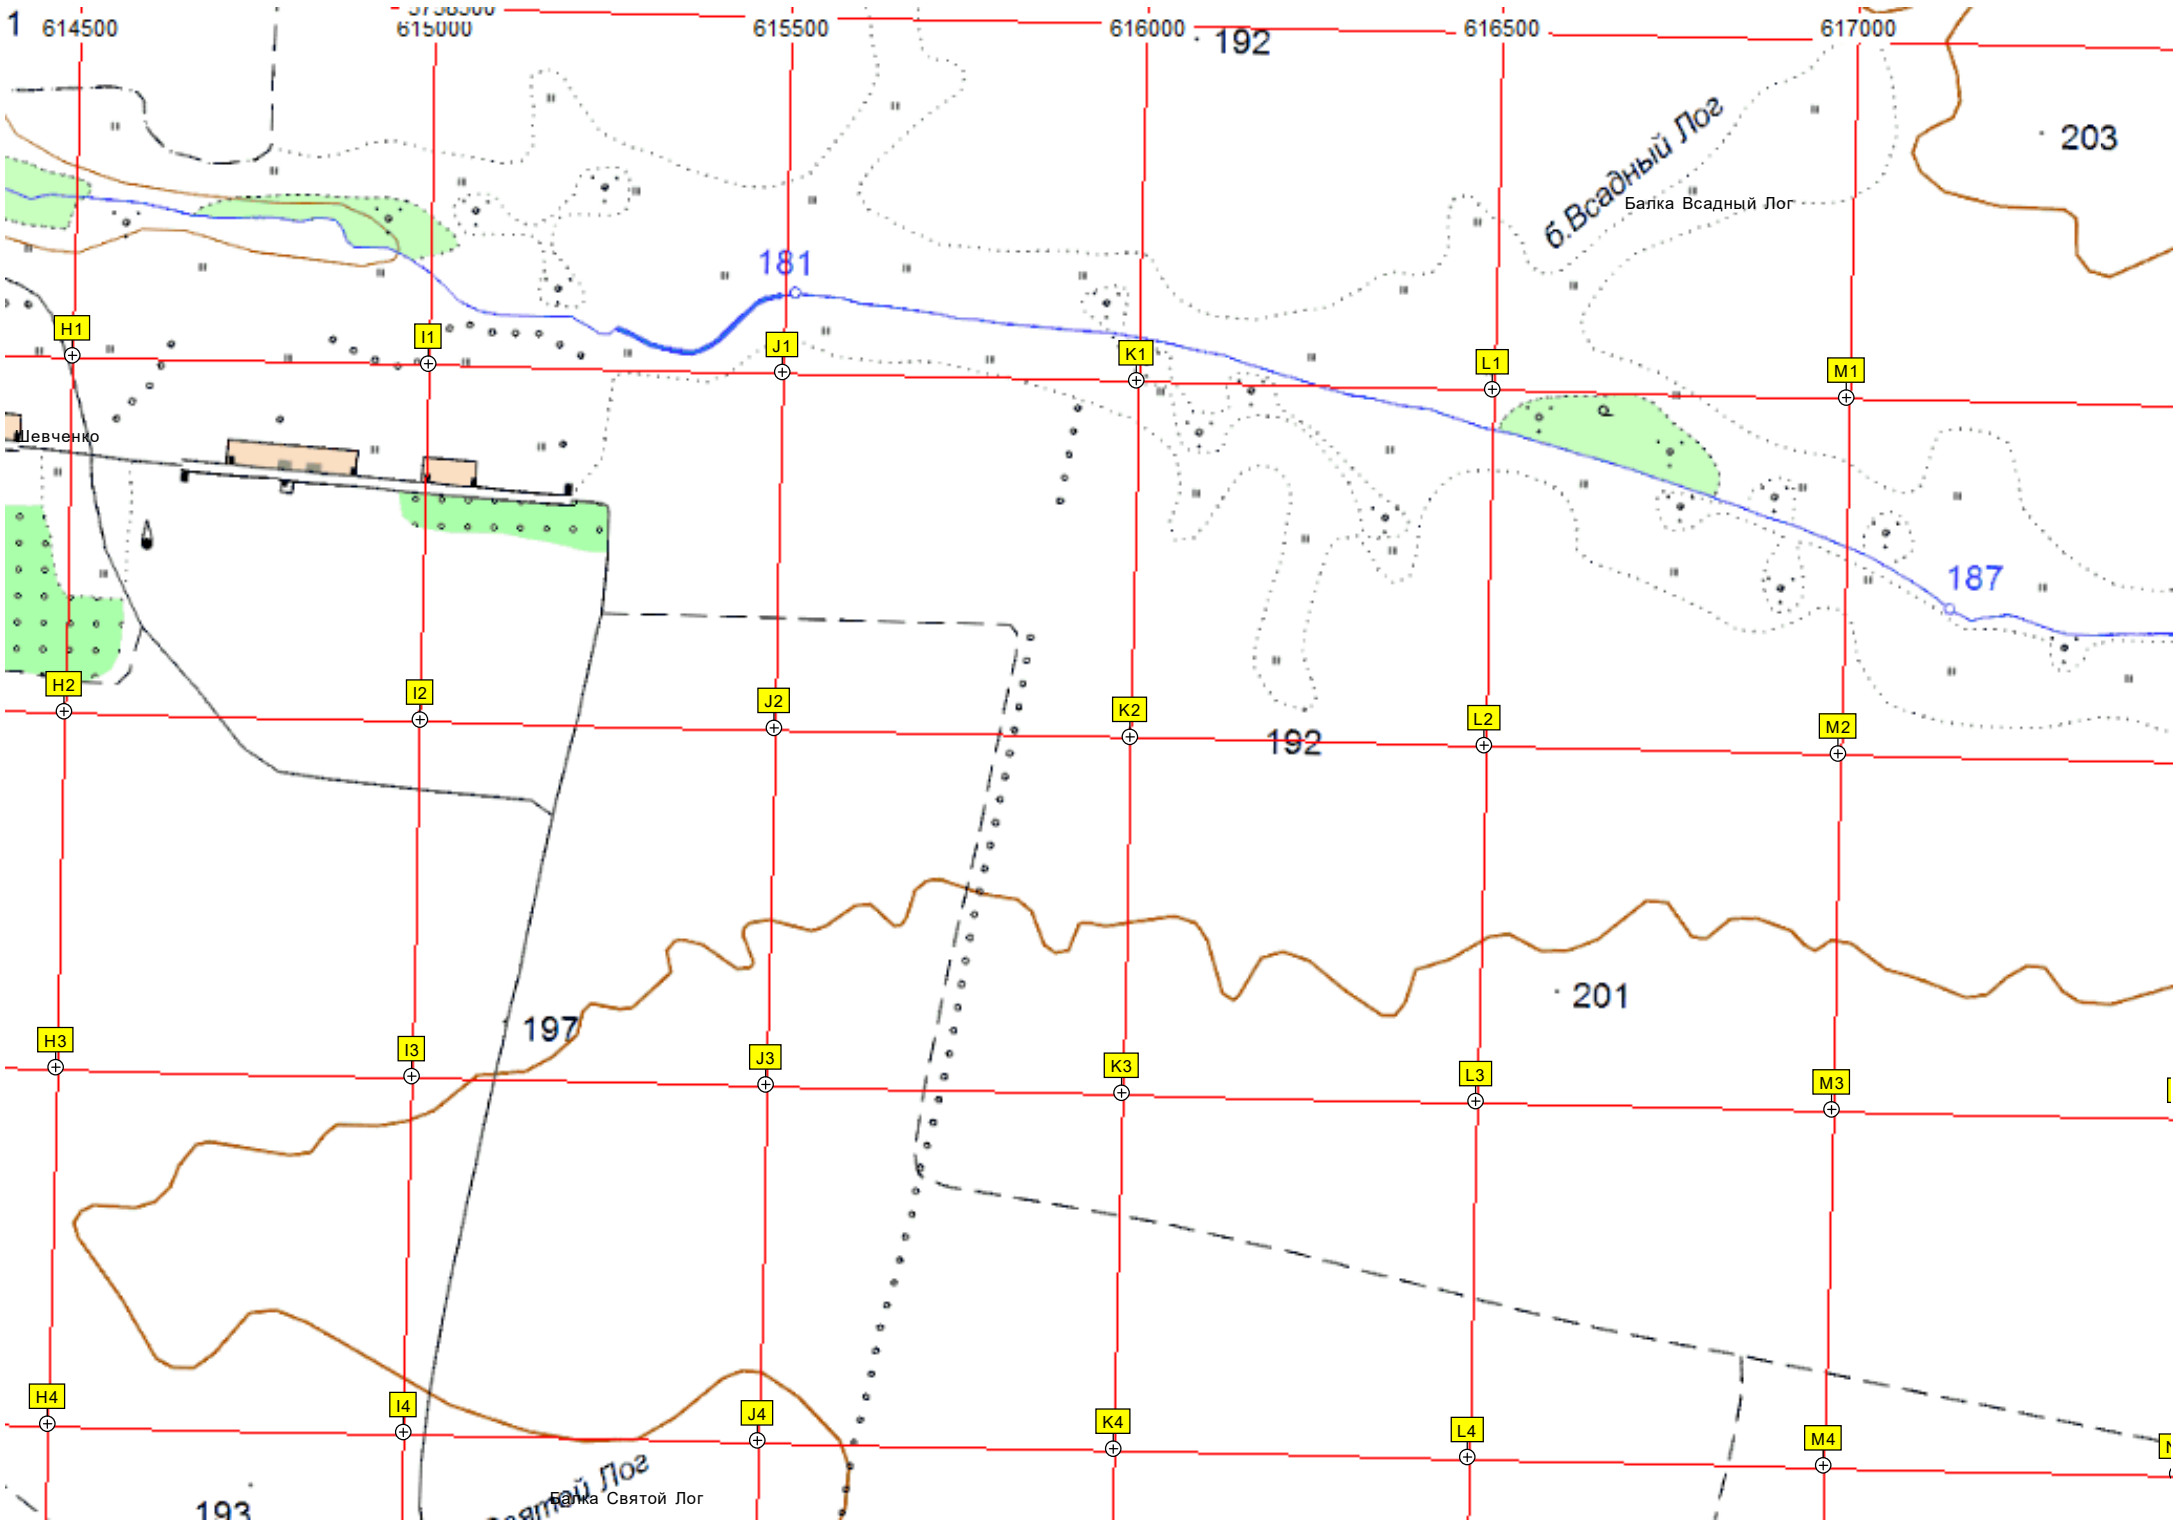 5738500
1 614500 615000 615500 616000 616500 617000
192
203
б.Всадный Лог
Балка Всадный Лог
181
H1 I1 J1 K1 L1 M1
Шевченко
187
H2 I2 J2 K2 L2 M2
192
201
197
H3 I3 J3 K3 L3 M3
H4 I4 J4 K4 L4 M4
Лог
Балка Святой Лог
193